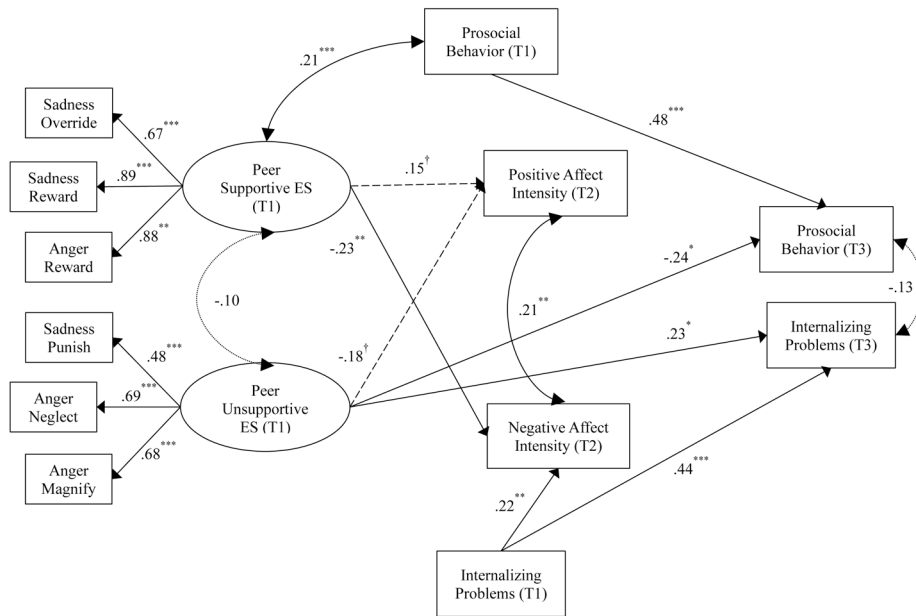 Prosocial
Behavior (T1)
.21***
.48***
Sadness
Override
.67***
Sadness
Reward
.89***
Anger
Reward
.88**
Peer
Supportive ES
(T1)
.15†
Positive Affect
Intensity (T2)
-.23**
-.10
.21**
-.24*
Prosocial
Behavior (T3)
-.13
Sadness
Punish
.48***
Anger
Neglect
.69***
Anger
Magnify
.68***
-.18†
Peer
Unsupportive
ES (T1)
.23*
Internalizing
Problems (T3)
Negative Affect
Intensity (T2)
.44***
.22**
Internalizing
Problems (T1)